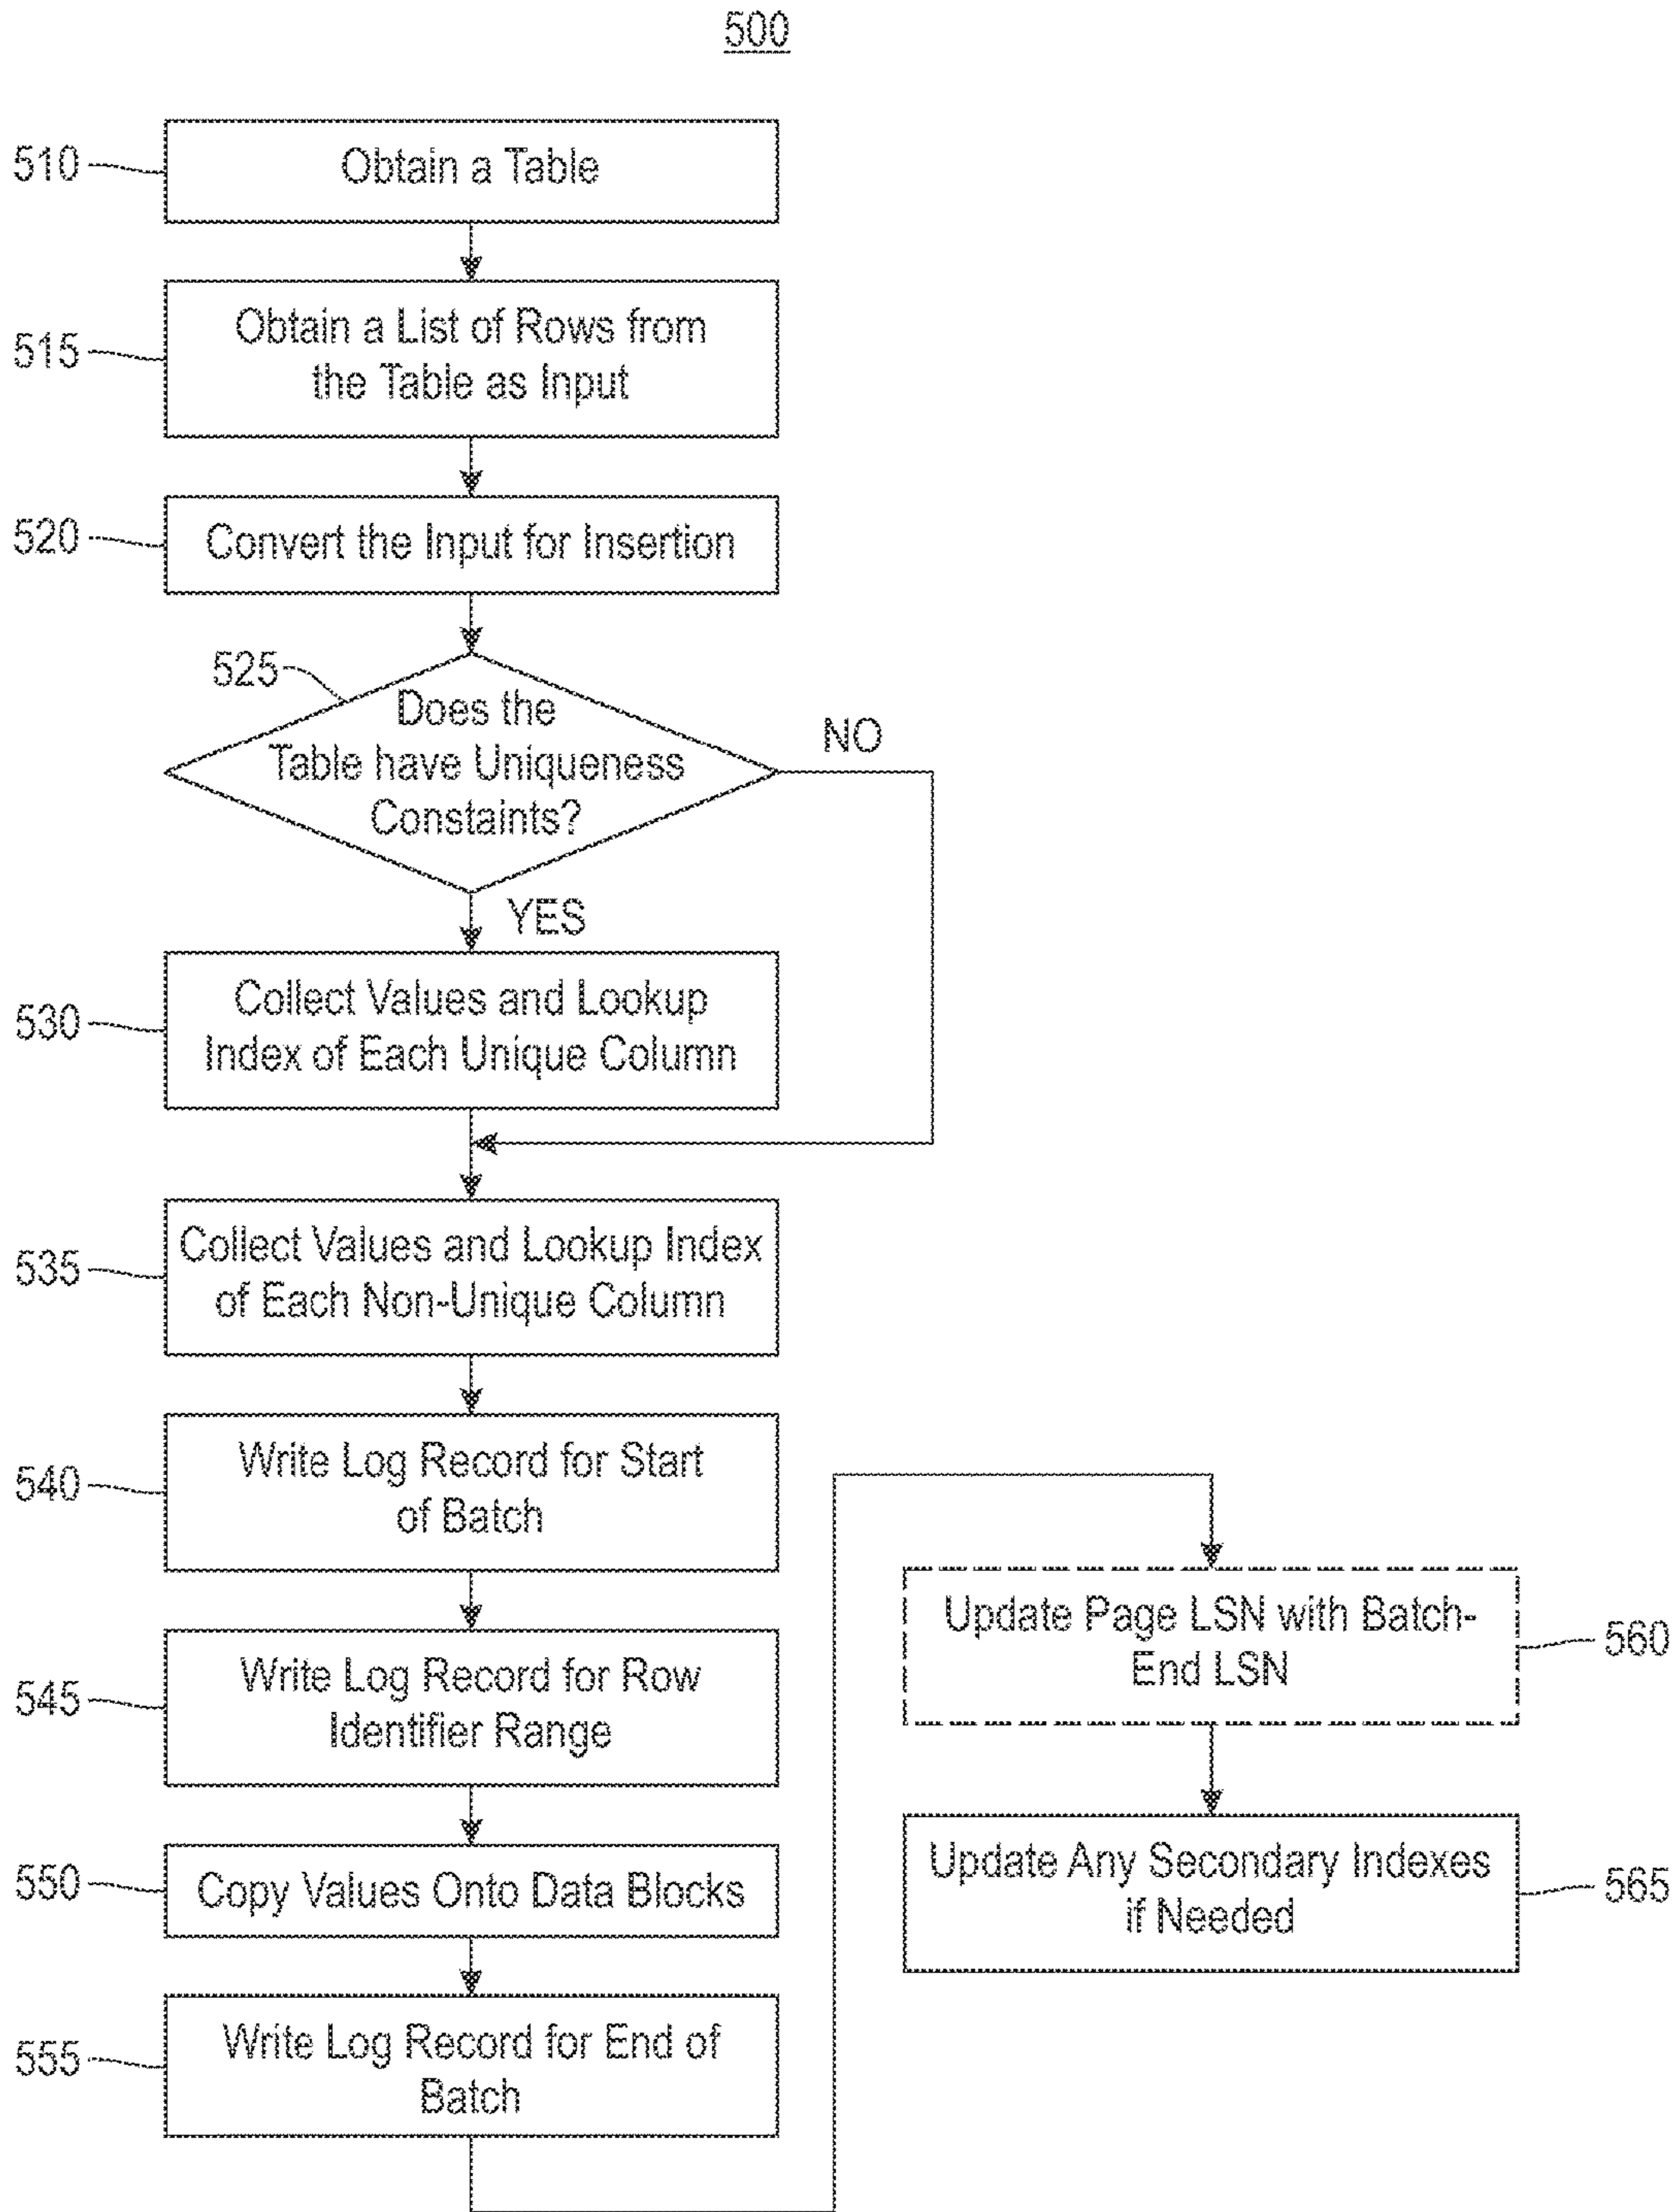 500
510
Obtain a Table
515
Obtain a List of Rows from
the Table as Input
520
Convert the Input for Insertion
525
Does the
Table have Uniqueness
Constaints?
NO
YES
530
Collect Values and Lookup
Index of Each Unique Column
535
Collect Values and Lookup Index
of Each Non-Unique Column
540
Write Log Record for Start
of Batch
545
Write Log Record for Row
Identifier Range
550
Copy Values Onto Data Blocks
555
Write Log Record for End of
Batch
Update Page LSN with Batch-
End LSN
560
Update Any Secondary Indexes
if Needed
565